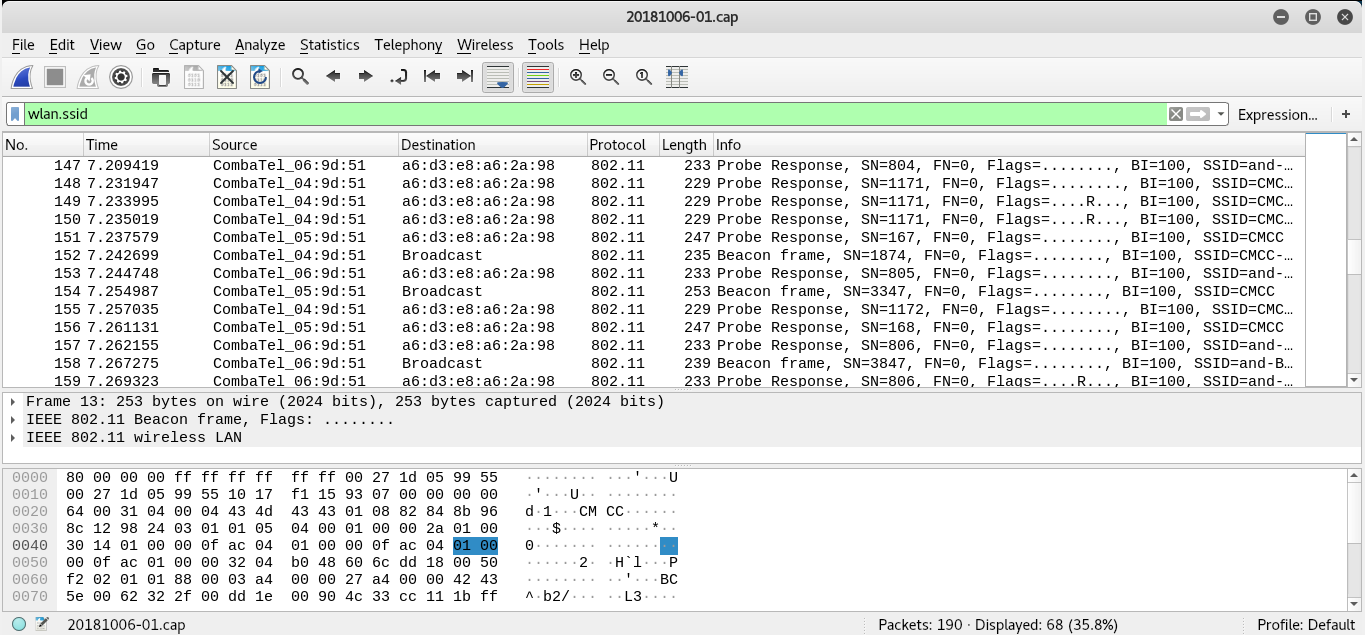 20181006-01.cap
File Edit View Go Capture Analyze Statistics Telephony Wireless Tools Help
wlan.ssid Expression... +
No. Time Source Destination Protocol Length Info
147 7.209419 CombaTel_06:9d:51 a6:d3:e8:a6:2a:98 802.11 233 Probe Response, SN=804, FN=0, Flags=........, BI=100, SSID=and-…
148 7.231947 CombaTel_04:9d:51 a6:d3:e8:a6:2a:98 802.11 229 Probe Response, SN=1171, FN=0, Flags=........, BI=100, SSID=CMC…
149 7.233995 CombaTel_04:9d:51 a6:d3:e8:a6:2a:98 802.11 229 Probe Response, SN=1171, FN=0, Flags=....R..., BI=100, SSID=CMC…
150 7.235019 CombaTel_04:9d:51 a6:d3:e8:a6:2a:98 802.11 229 Probe Response, SN=1171, FN=0, Flags=....R..., BI=100, SSID=CMC…
151 7.237579 CombaTel_05:9d:51 a6:d3:e8:a6:2a:98 802.11 247 Probe Response, SN=167, FN=0, Flags=........, BI=100, SSID=CMCC
152 7.242699 CombaTel_04:9d:51 Broadcast 802.11 235 Beacon frame, SN=1874, FN=0, Flags=........, BI=100, SSID=CMCC-…
153 7.244748 CombaTel_06:9d:51 a6:d3:e8:a6:2a:98 802.11 233 Probe Response, SN=805, FN=0, Flags=........, BI=100, SSID=and-…
154 7.254987 CombaTel_05:9d:51 Broadcast 802.11 253 Beacon frame, SN=3347, FN=0, Flags=........, BI=100, SSID=CMCC
155 7.257035 CombaTel_04:9d:51 a6:d3:e8:a6:2a:98 802.11 229 Probe Response, SN=1172, FN=0, Flags=........, BI=100, SSID=CMC…
156 7.261131 CombaTel_05:9d:51 a6:d3:e8:a6:2a:98 802.11 247 Probe Response, SN=168, FN=0, Flags=........, BI=100, SSID=CMCC
157 7.262155 CombaTel_06:9d:51 a6:d3:e8:a6:2a:98 802.11 233 Probe Response, SN=806, FN=0, Flags=........, BI=100, SSID=and-…
158 7.267275 CombaTel_06:9d:51 Broadcast 802.11 239 Beacon frame, SN=3847, FN=0, Flags=........, BI=100, SSID=and-B…
159 7.269323 CombaTel_06:9d:51 a6:d3:e8:a6:2a:98 802.11 233 Probe Response, SN=806, FN=0, Flags=....R..., BI=100, SSID=and-…
Frame 13: 253 bytes on wire (2024 bits), 253 bytes captured (2024 bits)
IEEE 802.11 Beacon frame, Flags: ........
IEEE 802.11 wireless LAN
0000 80 00 00 00 ff ff ff ff ff ff 00 27 1d 05 99 55 ········ ···'···U
0010 00 27 1d 05 99 55 10 17 f1 15 93 07 00 00 00 00 ·'···U·· ········
0020 64 00 31 04 00 04 43 4d 43 43 01 08 82 84 8b 96 d·1···CM CC······
0030 8c 12 98 24 03 01 01 05 04 00 01 00 00 2a 01 00 ···$···· ·····*··
0040 30 14 01 00 00 0f ac 04 01 00 00 0f ac 04 01 00 0······· ········
0050 00 0f ac 01 00 00 32 04 b0 48 60 6c dd 18 00 50 ······2· ·H`l···P
0060 f2 02 01 01 88 00 03 a4 00 00 27 a4 00 00 42 43 ········ ··'···BC
0070 5e 00 62 32 2f 00 dd 1e 00 90 4c 33 cc 11 1b ff ^·b2/··· ··L3····
20181006-01.cap Packets: 190 · Displayed: 68 (35.8%) Profile: Default